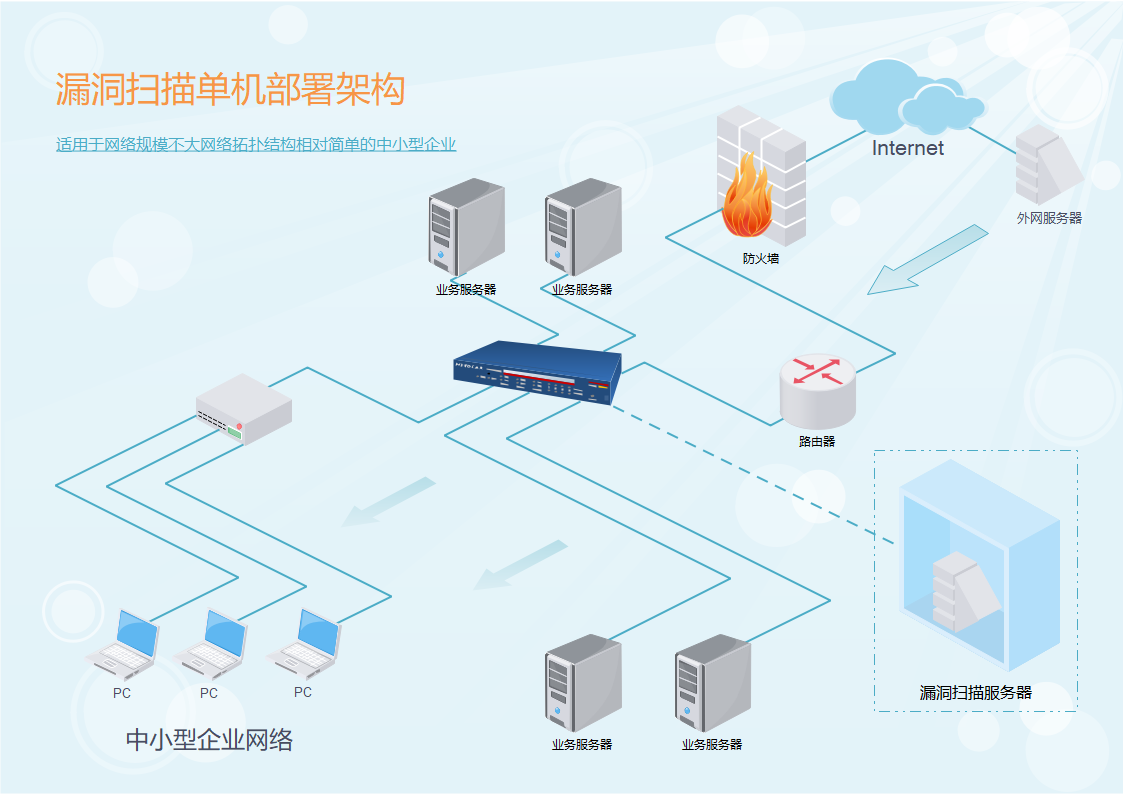 漏洞扫描单机部署架构
适用于网络规模不大网络拓扑结构相对简单的中小型企业
Internet
外网服务器
防火墙
业务服务器
业务服务器
路由器
漏洞扫描服务器
PC
PC
PC
中小型企业网络
业务服务器
业务服务器